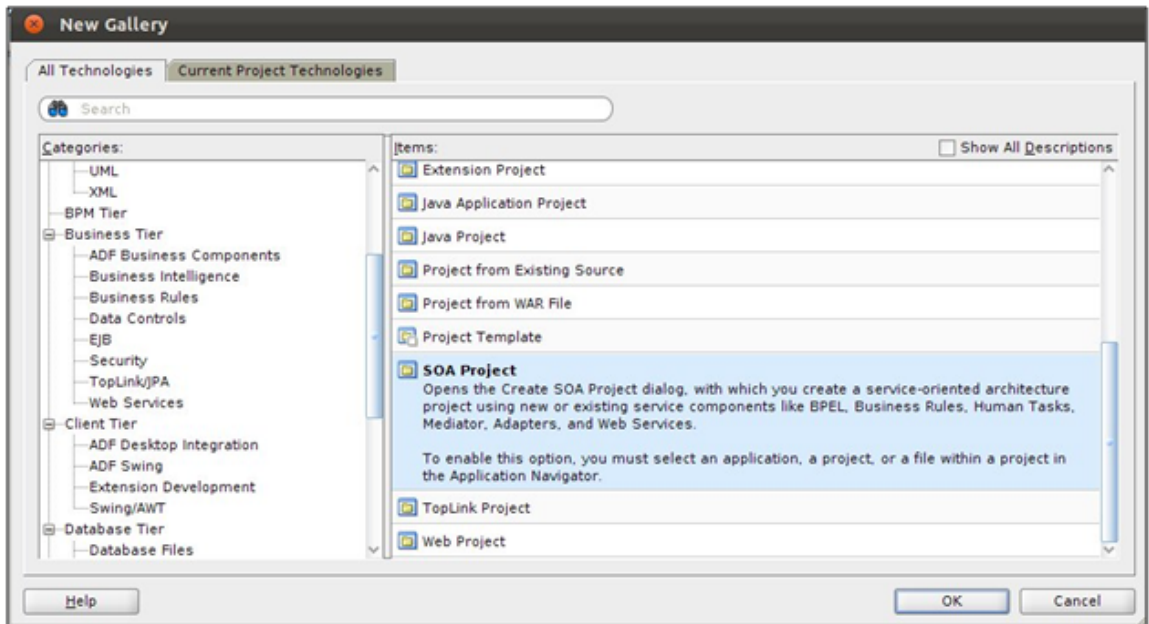 New Gallery
All Technologies
Current Project Technologies
Search
Categories:
UML
XML
BPM Tier
Business Tier
ADF Business Components
Business Intelligence
Business Rules
Data Controls
EJB
Security
TopLink/JPA
Web Services
Client Tier
ADF Desktop Integration
ADF Swing
Extension Development
Swing/AWT
Database Tier
Database Files
Items:
Show All Descriptions
Extension Project
Java Application Project
Java Project
Project from Existing Source
Project from WAR File
Project Template
SOA Project
Opens the Create SOA Project dialog, with which you create a service-oriented architecture
project using new or existing service components like BPEL, Business Rules, Human Tasks,
Mediator, Adapters, and Web Services.
To enable this option, you must select an application, a project, or a file within a project in
the Application Navigator.
TopLink Project
Web Project
Help
OK
Cancel